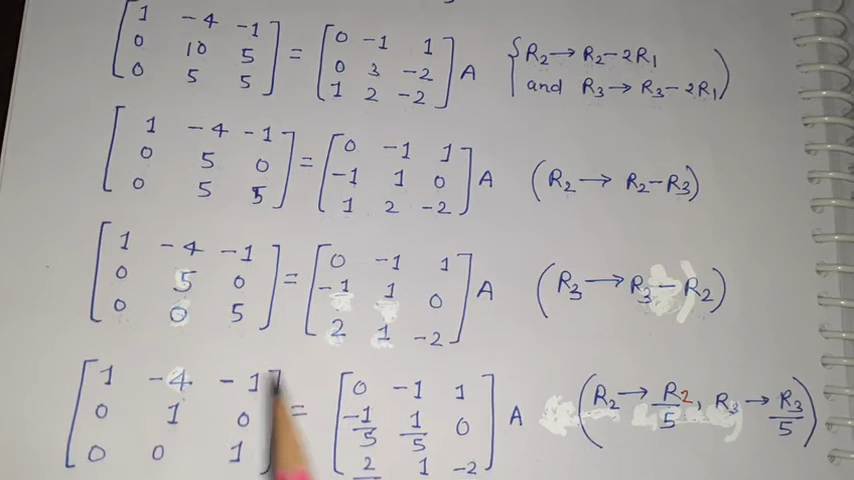 1 -4 -1 0 -1 1
0 10 5 = 0 3 -2 A R2→R2-2R1
0 5 5 1 2 -2 and R3→R3-2R1
1 -4 -1 0 -1 1
0 5 0 = -1 1 0 A (R2→R2-R3)
0 5 5 1 2 -2
1 -4 -1 0 -1 1
0 5 0 = -1 1 0 A (R3→R3-R2)
0 0 5 2 1 -2
1 -4 -1 0 -1 1
0 1 0 = -1/5 1/5 0 A (R2→R2/5, R3→R3/5)
0 0 1 2 1 -2